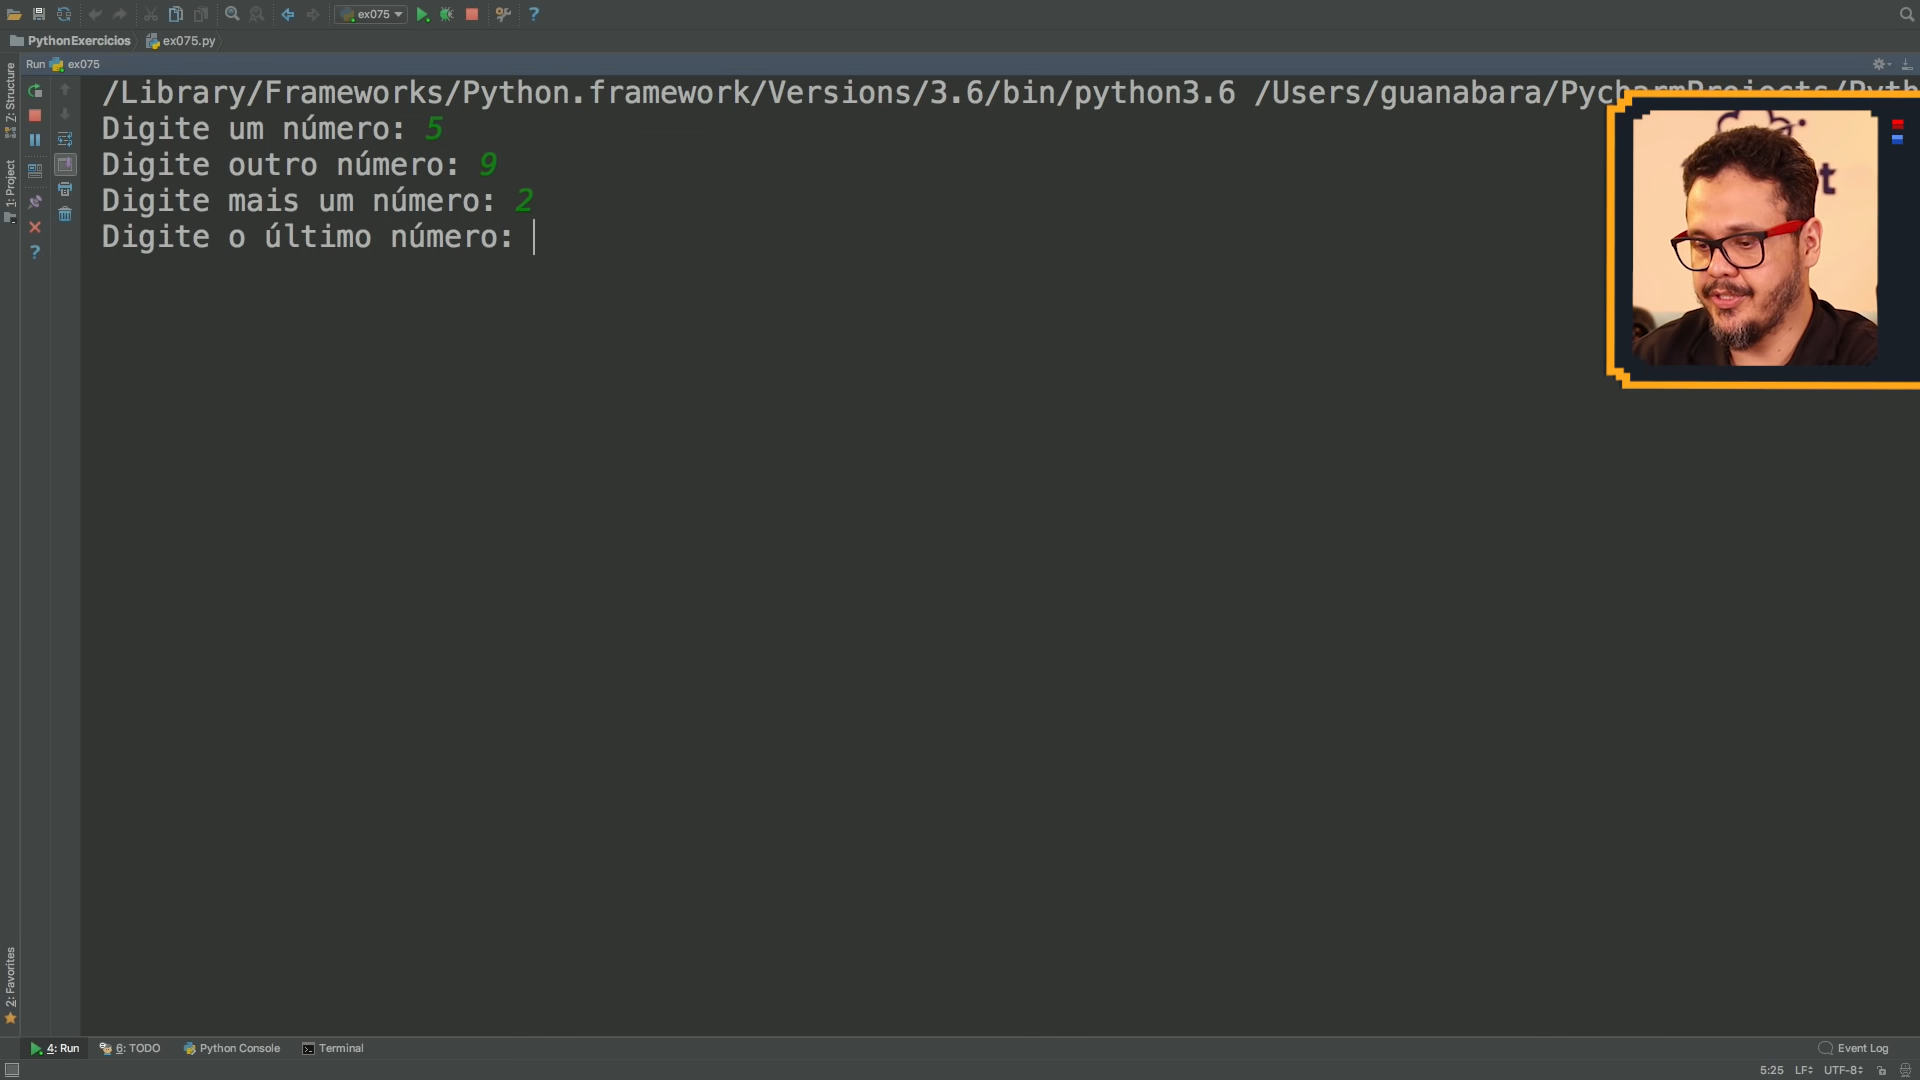 ex075
PythonExercicios
ex075.py
Run ex075
/Library/Frameworks/Python.framework/Versions/3.6/bin/python3.6 /Users/guanabara/PycharmProjects/Pyth
Digite um número: 5
Digite outro número: 9
Digite mais um número: 2
Digite o último número:
t
Z: Structure
1: Project
2: Favorites
4: Run
6: TODO
Python Console
Terminal
Event Log
5:25
LF
UTF-8